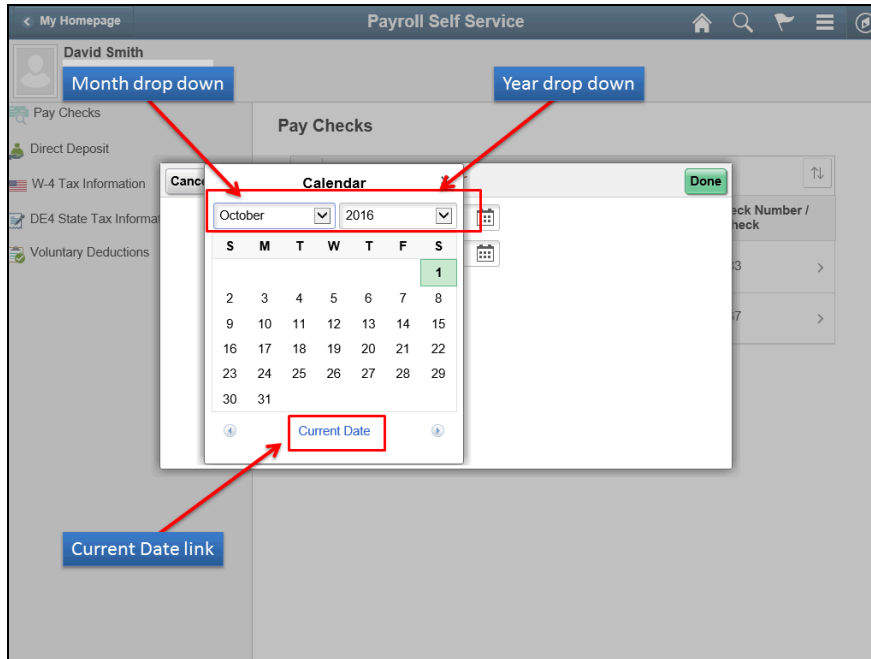 My Homepage
Payroll Self Service
David Smith
Month drop down
Year drop down
Pay Checks
Direct Deposit
W-4 Tax Information
DE4 State Tax Informa
Voluntary Deductions
Pay Checks
Calendar
Done
October 2016
eck Number /
heck
S M T W T F S
1
2 3 4 5 6 7 8
9 10 11 12 13 14 15
16 17 18 19 20 21 22
23 24 25 26 27 28 29
30 31
Current Date
Current Date link